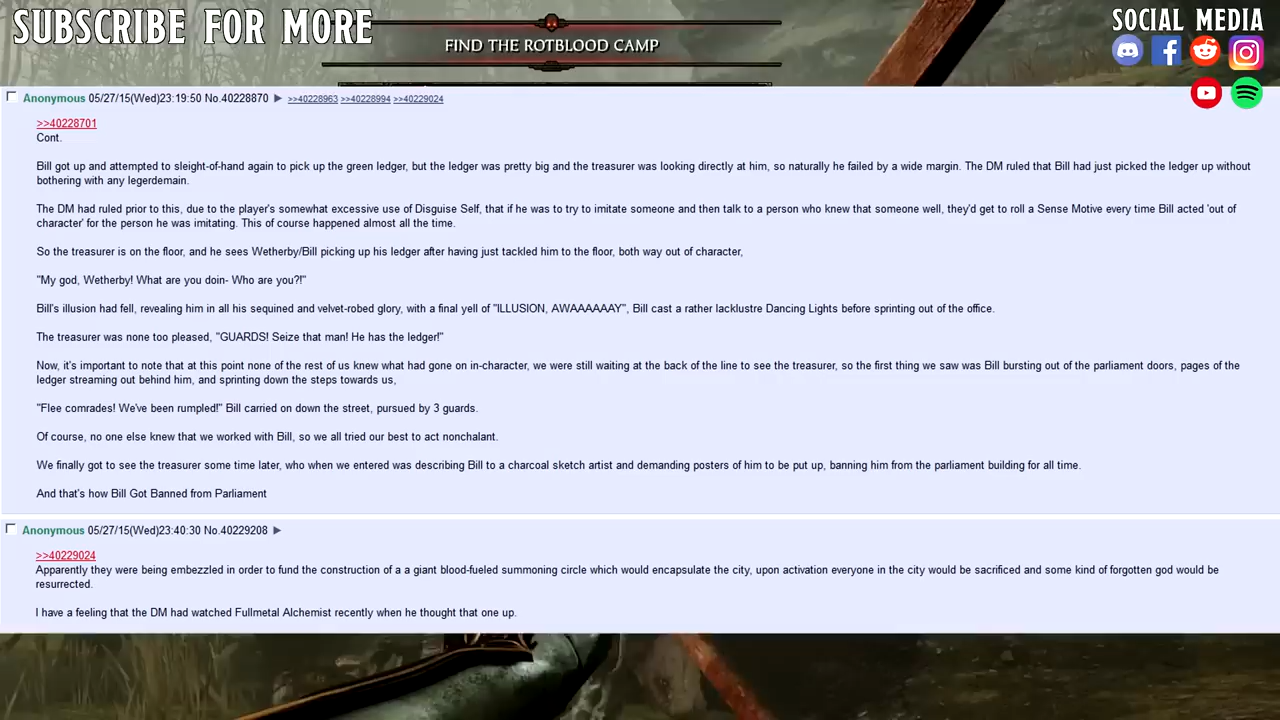 SUBSCRIBE FOR MORE
FIND THE ROTBLOOD CAMP
SOCIAL MEDIA
Anonymous 05/27/15(Wed)23:19:50 No.40228870 ▶ >>40228963 >>40228994 >>40229024
>>40228701
Cont.
Bill got up and attempted to sleight-of-hand again to pick up the green ledger, but the ledger was pretty big and the treasurer was looking directly at him, so naturally he failed by a wide margin. The DM ruled that Bill had just picked the ledger up without
bothering with any legerdemain.
The DM had ruled prior to this, due to the player's somewhat excessive use of Disguise Self, that if he was to try to imitate someone and then talk to a person who knew that someone well, they'd get to roll a Sense Motive every time Bill acted 'out of
character' for the person he was imitating. This of course happened almost all the time.
So the treasurer is on the floor, and he sees Wetherby/Bill picking up his ledger after having just tackled him to the floor, both way out of character,
"My god, Wetherby! What are you doin- Who are you?!"
Bill's illusion had fell, revealing him in all his sequined and velvet-robed glory, with a final yell of "ILLUSION, AWAAAAAAY", Bill cast a rather lacklustre Dancing Lights before sprinting out of the office.
The treasurer was none too pleased, "GUARDS! Seize that man! He has the ledger!"
Now, it's important to note that at this point none of the rest of us knew what had gone on in-character, we were still waiting at the back of the line to see the treasurer, so the first thing we saw was Bill bursting out of the parliament doors, pages of the
ledger streaming out behind him, and sprinting down the steps towards us,
"Flee comrades! We've been rumpled!" Bill carried on down the street, pursued by 3 guards.
Of course, no one else knew that we worked with Bill, so we all tried our best to act nonchalant.
We finally got to see the treasurer some time later, who when we entered was describing Bill to a charcoal sketch artist and demanding posters of him to be put up, banning him from the parliament building for all time.
And that's how Bill Got Banned from Parliament
Anonymous 05/27/15(Wed)23:40:30 No.40229208 ▶
>>40229024
Apparently they were being embezzled in order to fund the construction of a a giant blood-fueled summoning circle which would encapsulate the city, upon activation everyone in the city would be sacrificed and some kind of forgotten god would be
resurrected.
I have a feeling that the DM had watched Fullmetal Alchemist recently when he thought that one up.